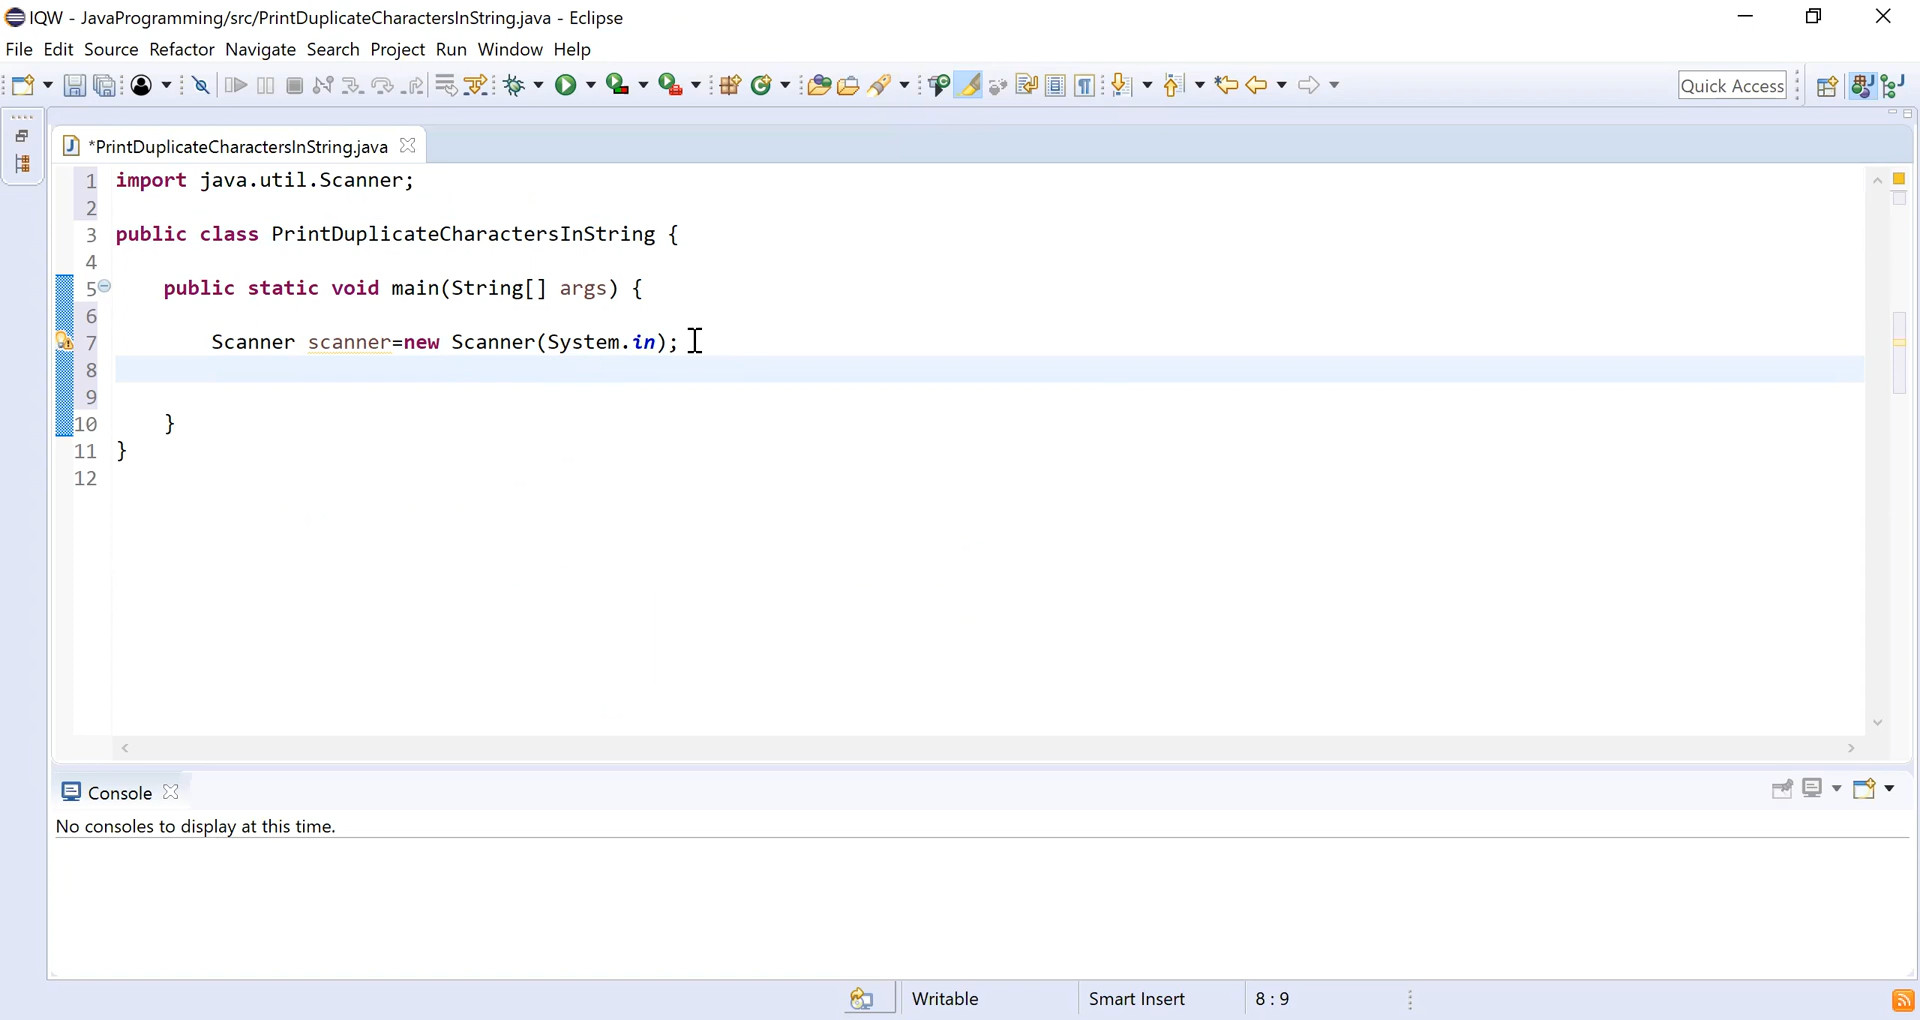 IQW - JavaProgramming/src/PrintDuplicateCharactersInString.java - Eclipse
File Edit Source Refactor Navigate Search Project Run Window Help
Quick Access
*PrintDuplicateCharactersInString.java
1 import java.util.Scanner;
2
3 public class PrintDuplicateCharactersInString {
4
5 public static void main(String[] args) {
6
7 Scanner scanner=new Scanner(System.in);
8
9
10 }
11 }
12
Console
No consoles to display at this time.
Writable Smart Insert 8 : 9